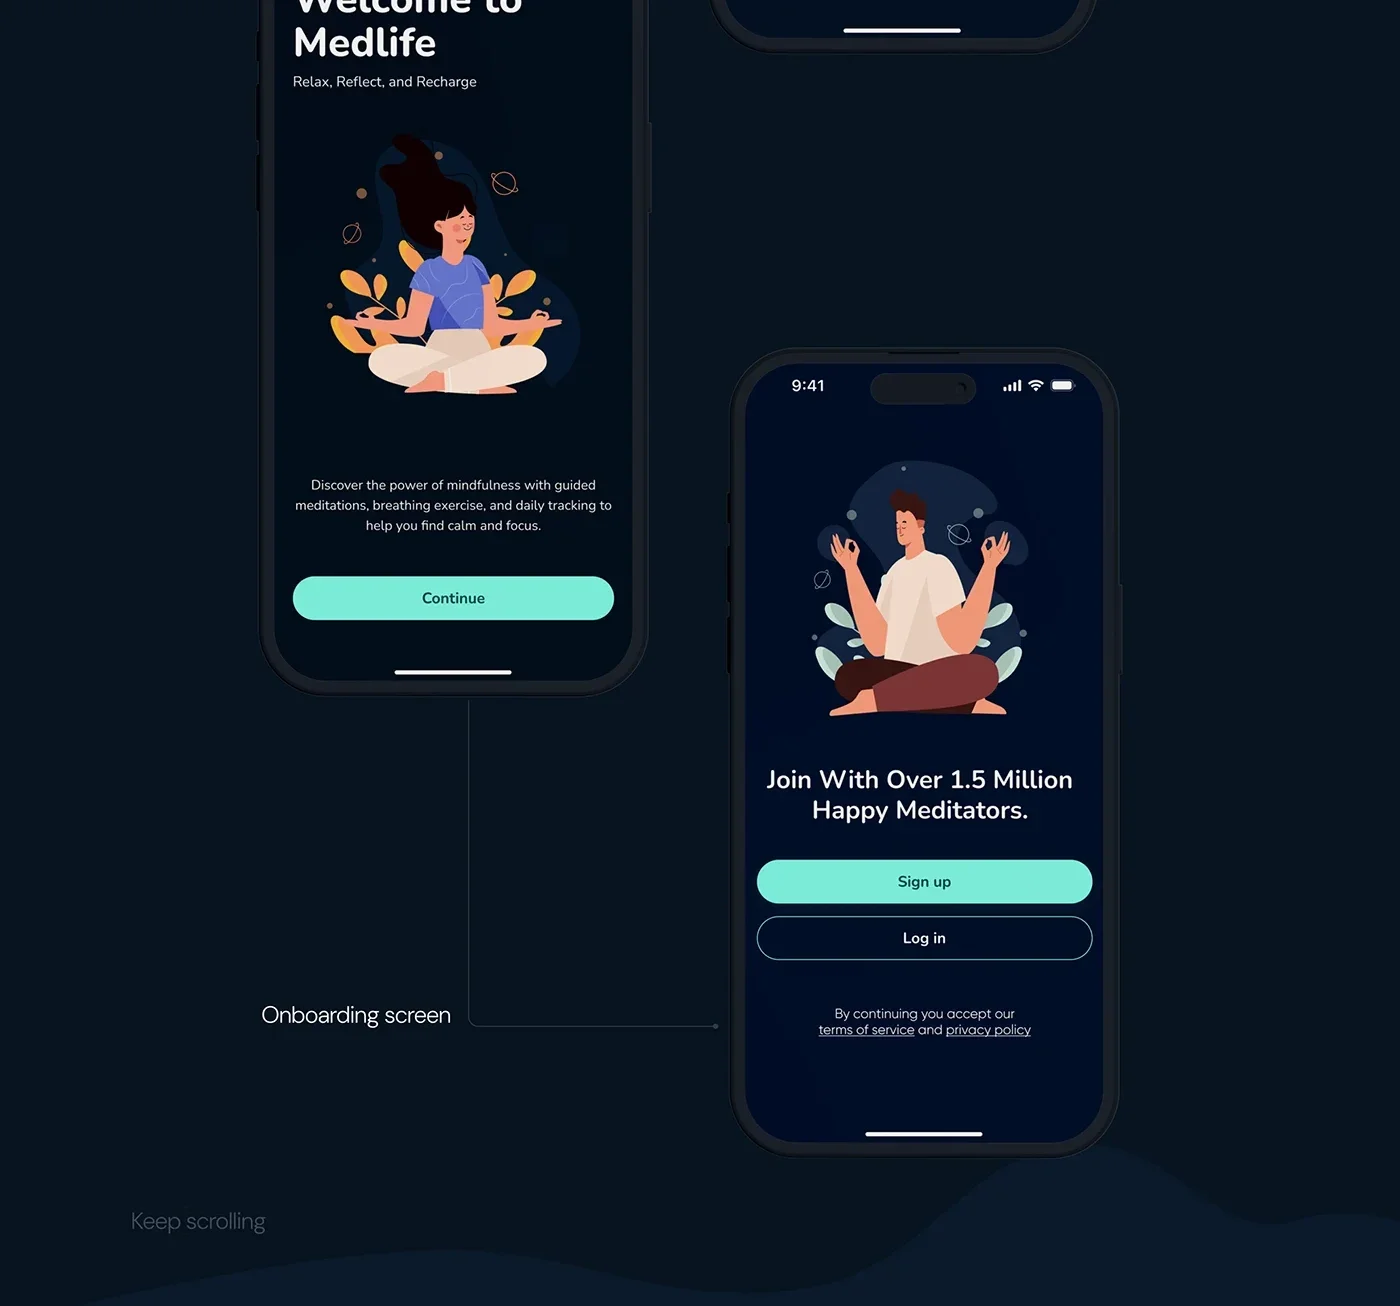 Welcome to
Medlife
Relax, Reflect, and Recharge
Discover the power of mindfulness with guided
meditations, breathing exercise, and daily tracking to
help you find calm and focus.
Continue
9:41
Join With Over 1.5 Million
Happy Meditators.
Sign up
Log in
By continuing you accept our
terms of service and privacy policy
Onboarding screen
Keep scrolling